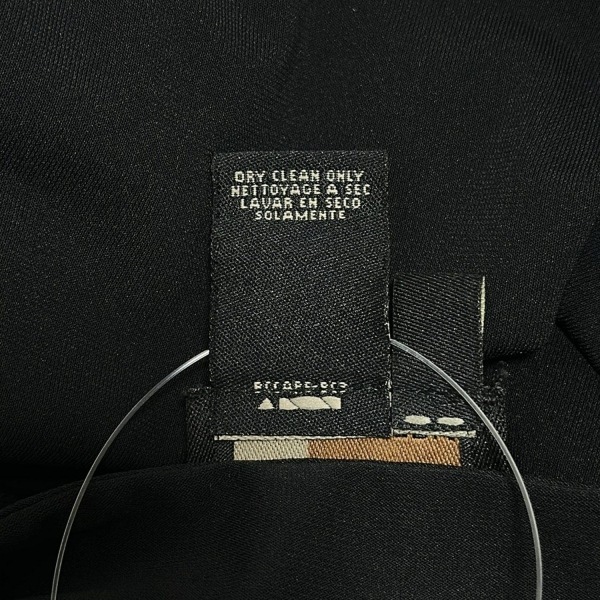 DRY CLEAN ONLY
NETTOYAGE A SEC
LAVAR EN SECO
SOLAMENTE